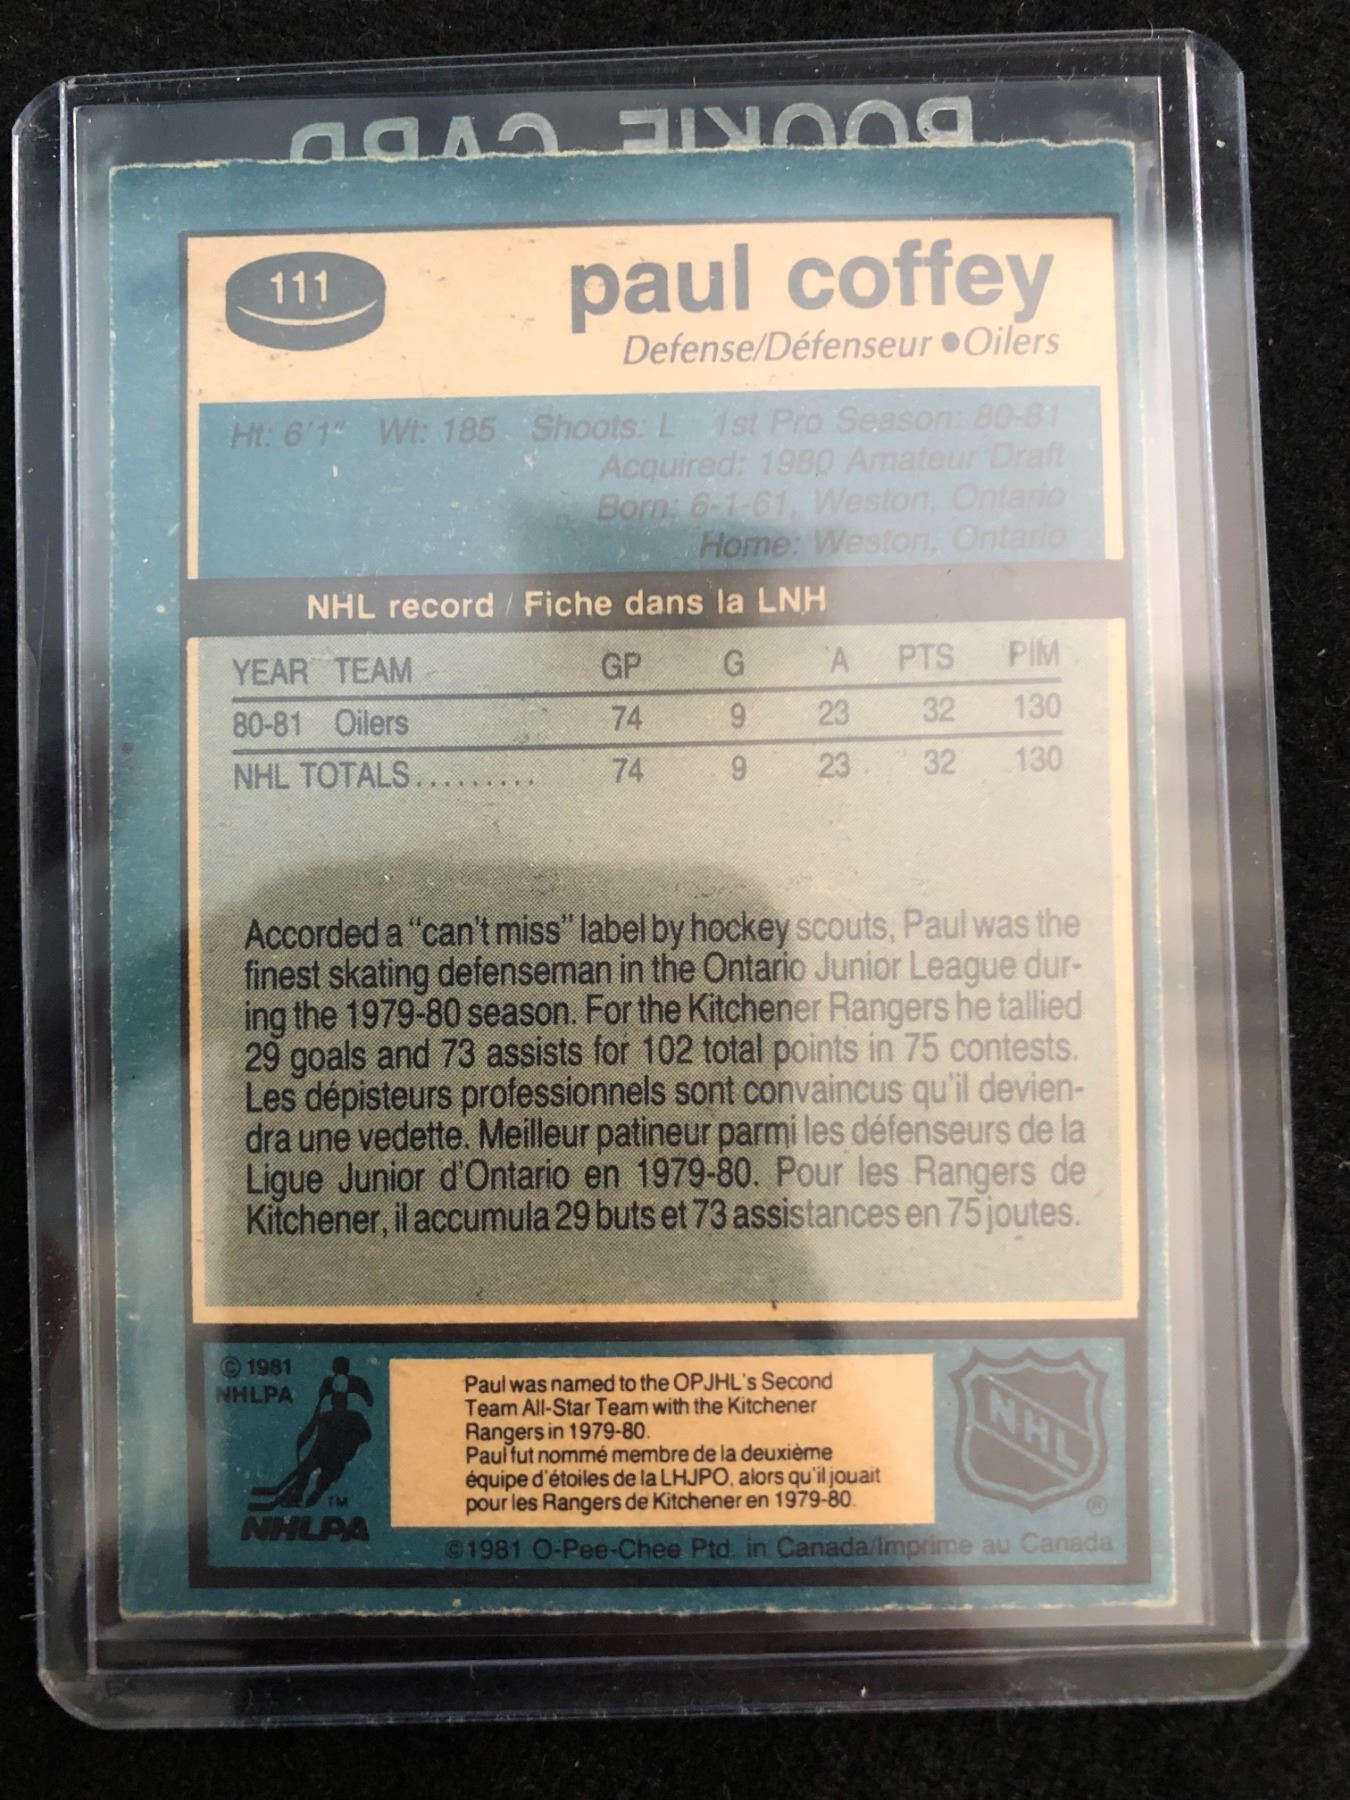 ROOKIE CARD
111
paul coffey
Defense/Défenseur ●Oilers
Ht: 6'1" Wt: 185 Shoots: L 1st Pro Season: 80-81
Acquired: 1980 Amateur Draft
Born: 6-1-61, Weston, Ontario
Home: Weston, Ontario
NHL record / Fiche dans la LNH
YEAR TEAM GP G A PTS PIM
80-81 Oilers 74 9 23 32 130
NHL TOTALS......... 74 9 23 32 130
Accorded a "can't miss" label by hockey scouts, Paul was the
finest skating defenseman in the Ontario Junior League dur-
ing the 1979-80 season. For the Kitchener Rangers he tallied
29 goals and 73 assists for 102 total points in 75 contests.
Les dépisteurs professionnels sont convaincus qu'il devien-
dra une vedette. Meilleur patineur parmi les défenseurs de la
Ligue Junior d'Ontario en 1979-80. Pour les Rangers de
Kitchener, il accumula 29 buts et 73 assistances en 75 joutes.
© 1981
NHLPA
TM
NHLPA
Paul was named to the OPJHL's Second
Team All-Star Team with the Kitchener
Rangers in 1979-80.
Paul fut nommé membre de la deuxième
équipe d'étoiles de la LHJPO, alors qu'il jouait
pour les Rangers de Kitchener en 1979-80.
NHL
®
©1981 O-Pee-Chee Ptd. in Canada/Imprime au Canada